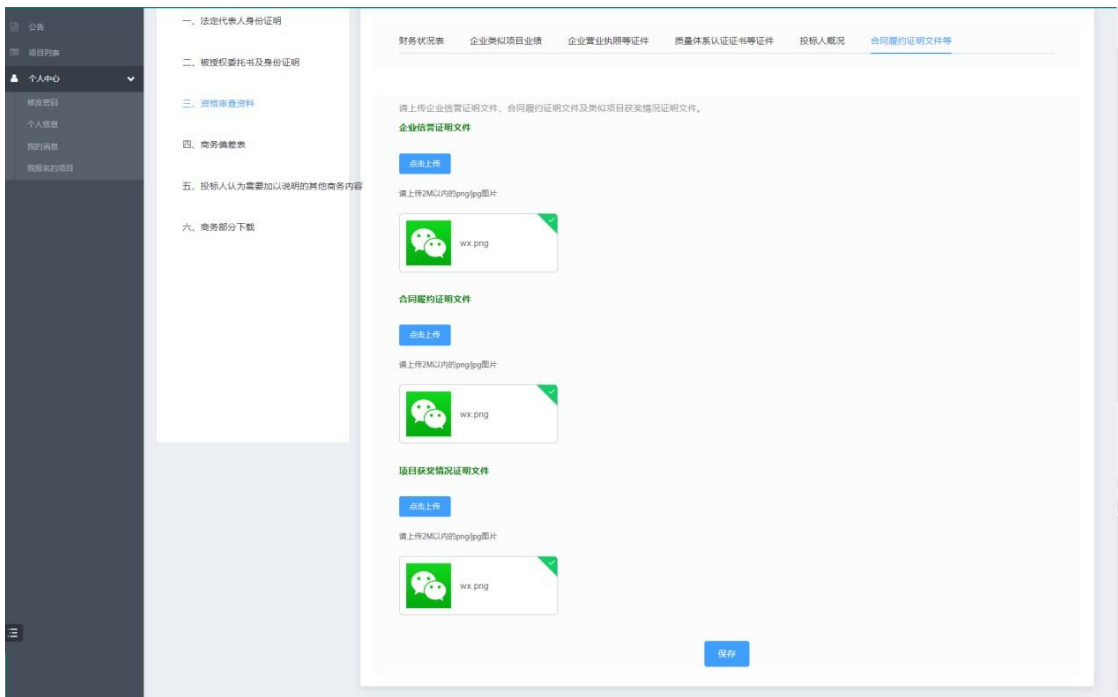 公告
项目列表
个人中心
修改密码
个人信息
我的消息
我报名的项目
一、法定代表人身份证明
二、被授权委托书及身份证明
三、资格审查资料
四、商务偏差表
五、投标人认为需要加以说明的其他商务内容
六、商务部分下载
财务状况表 企业类似项目业绩 企业营业执照等证件 质量体系认证证书等证件 投标人概况 合同履约证明文件等
请上传企业信誉证明文件、合同履约证明文件及类似项目获奖情况证明文件。
企业信誉证明文件
点击上传
请上传2M以内的png/jpg图片
wx.png
合同履约证明文件
点击上传
请上传2M以内的png/jpg图片
wx.png
项目获奖情况证明文件
点击上传
请上传2M以内的png/jpg图片
wx.png
保存